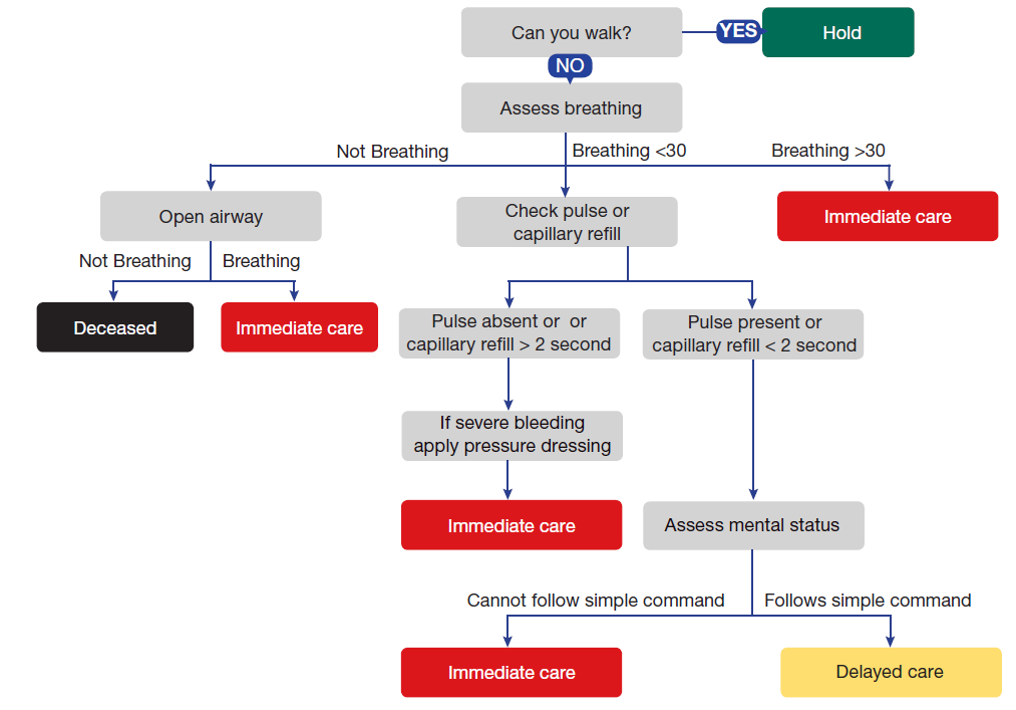 Can you walk?
YES
Hold
NO
Assess breathing
Not Breathing
Breathing <30
Breathing >30
Open airway
Check pulse or
capillary refill
Immediate care
Not Breathing
Breathing
Deceased
Immediate care
Pulse absent or or
capillary refill > 2 second
Pulse present or
capillary refill < 2 second
If severe bleeding
apply pressure dressing
Immediate care
Assess mental status
Cannot follow simple command
Follows simple command
Immediate care
Delayed care